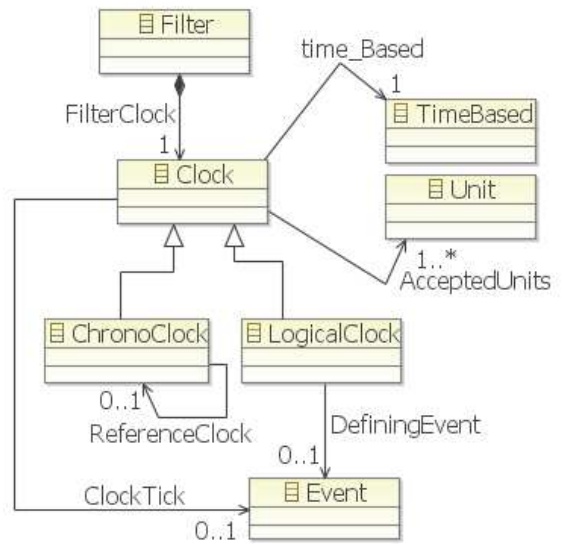 Filter
time_Based
1
FilterClock
TimeBased
1
Clock
Unit
1..*
AcceptedUnits
ChronoClock
LogicalClock
0..1
ReferenceClock
DefiningEvent
0..1
ClockTick
Event
0..1